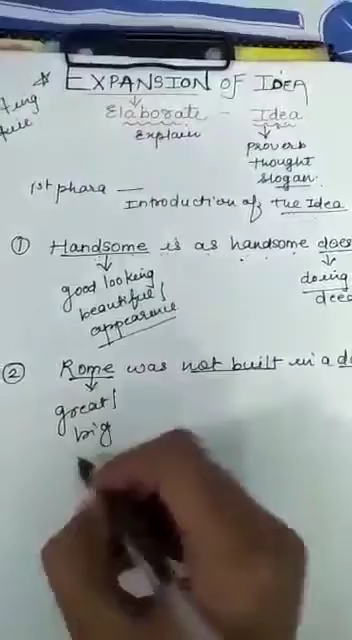 EXPANSION OF IDEA
Elaborate - Idea
Explain
proverb
thought
slogan
1st phara —
Introduction of the Idea
① Handsome is as handsome does
good looking
beautiful
appearence
doing
deed
② Rome was not built in a
great
big